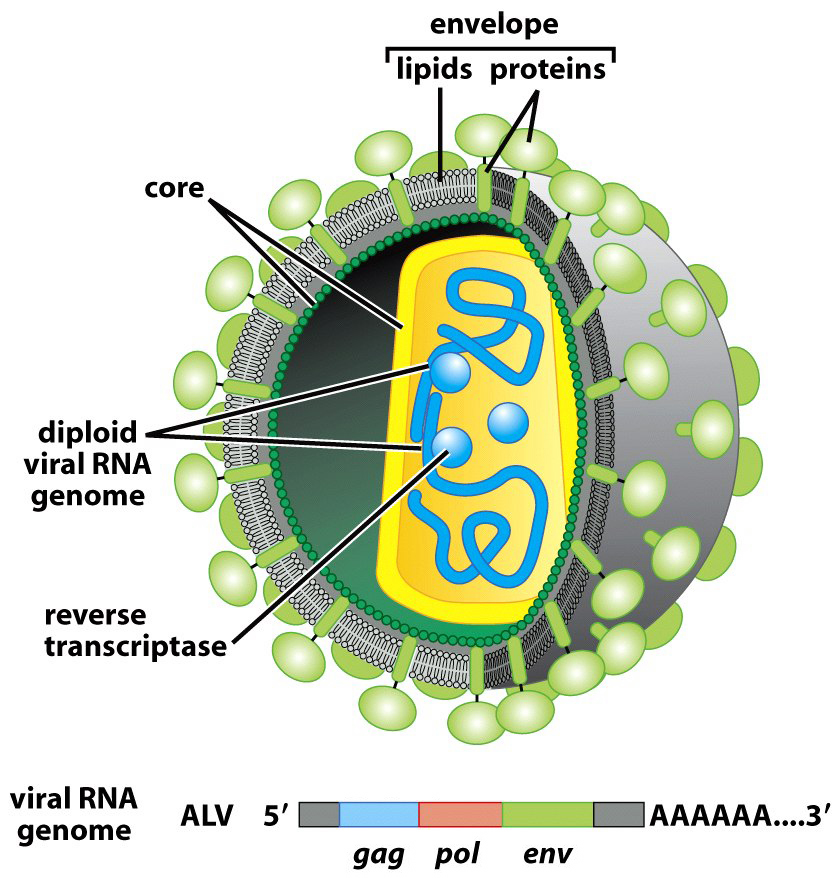 envelope
lipids proteins
core
diploid
viral RNA
genome
reverse
transcriptase
viral RNA
genome
ALV 5′ AAAAAA....3′
gag pol env